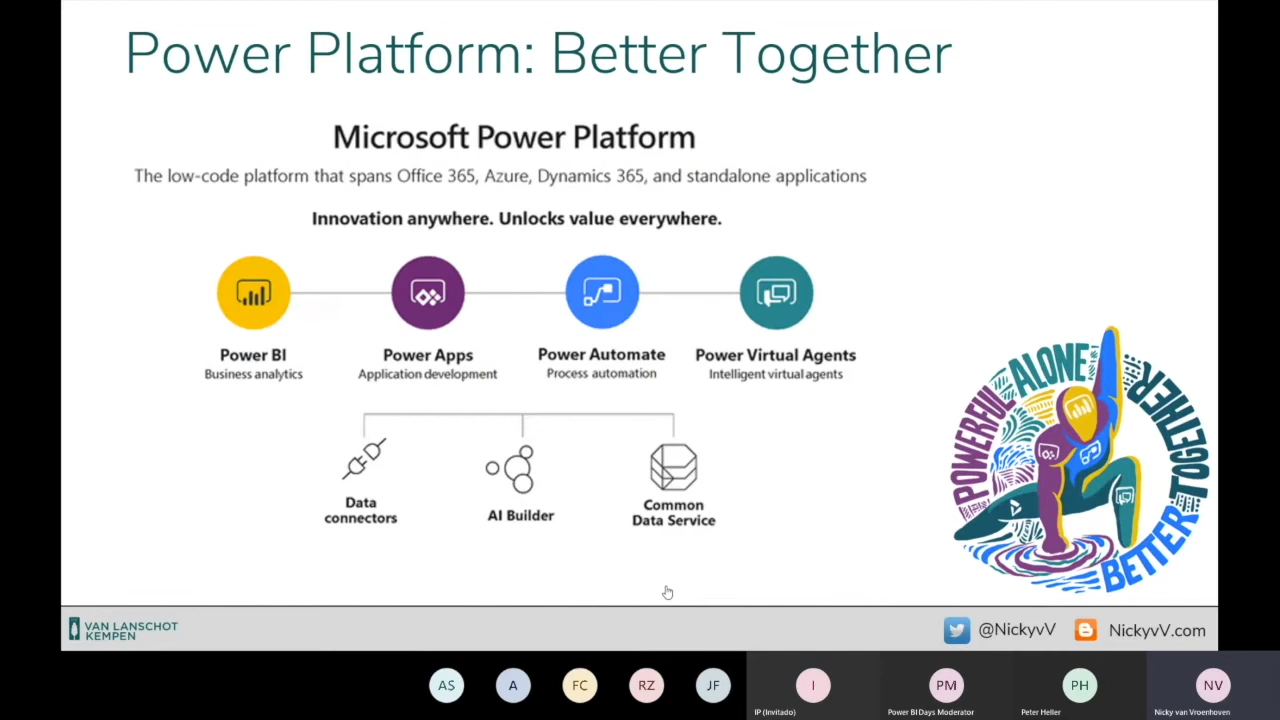 Power Platform: Better Together
Microsoft Power Platform
The low-code platform that spans Office 365, Azure, Dynamics 365, and standalone applications
Innovation anywhere. Unlocks value everywhere.
Power BI
Business analytics
Power Apps
Application development
Power Automate
Process automation
Power Virtual Agents
Intelligent virtual agents
Data
connectors
AI Builder
Common
Data Service
POWERFUL ALONE
BETTER TOGETHER
VAN LANSCHOT
KEMPEN
@NickyvV
NickyvV.com
AS
A
FC
RZ
JF
I
IP (Invitado)
PM
Power BI Days Moderator
PH
Peter Heller
NV
Nicky van Vroenhoven